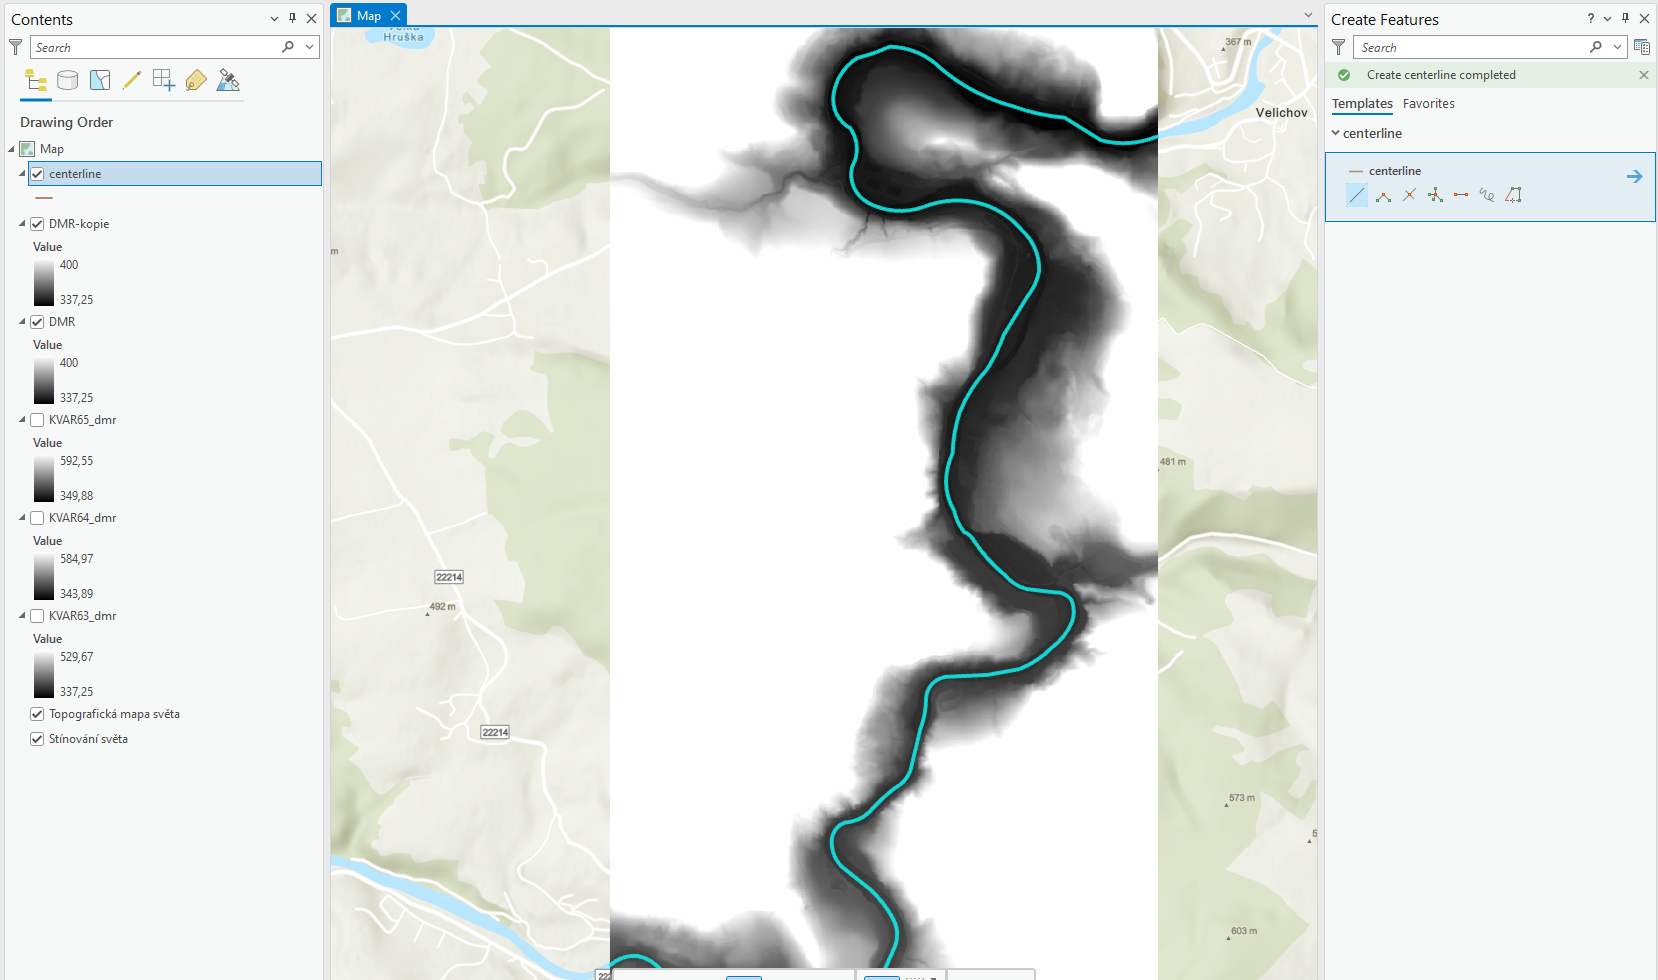 Contents
Search
Drawing Order
Map
centerline
DMR-kopie
Value
400
337,25
DMR
Value
400
337,25
KVAR65_dmr
Value
592,55
349,88
KVAR64_dmr
Value
584,97
343,89
KVAR63_dmr
Value
529,67
337,25
Topografická mapa světa
Stínování světa
Map
Hruška
367 m
Velichov
m
481 m
22214
492 m
22214
573 m
603 m
Create Features
?
Search
Create centerline completed
Templates Favorites
centerline
centerline